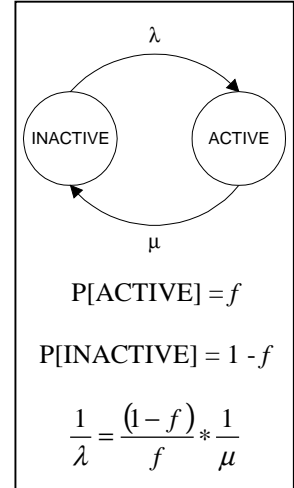 λ
INACTIVE ACTIVE
μ
P[ACTIVE] = f
P[INACTIVE] = 1 - f
1/λ = (1 - f)/f * 1/μ